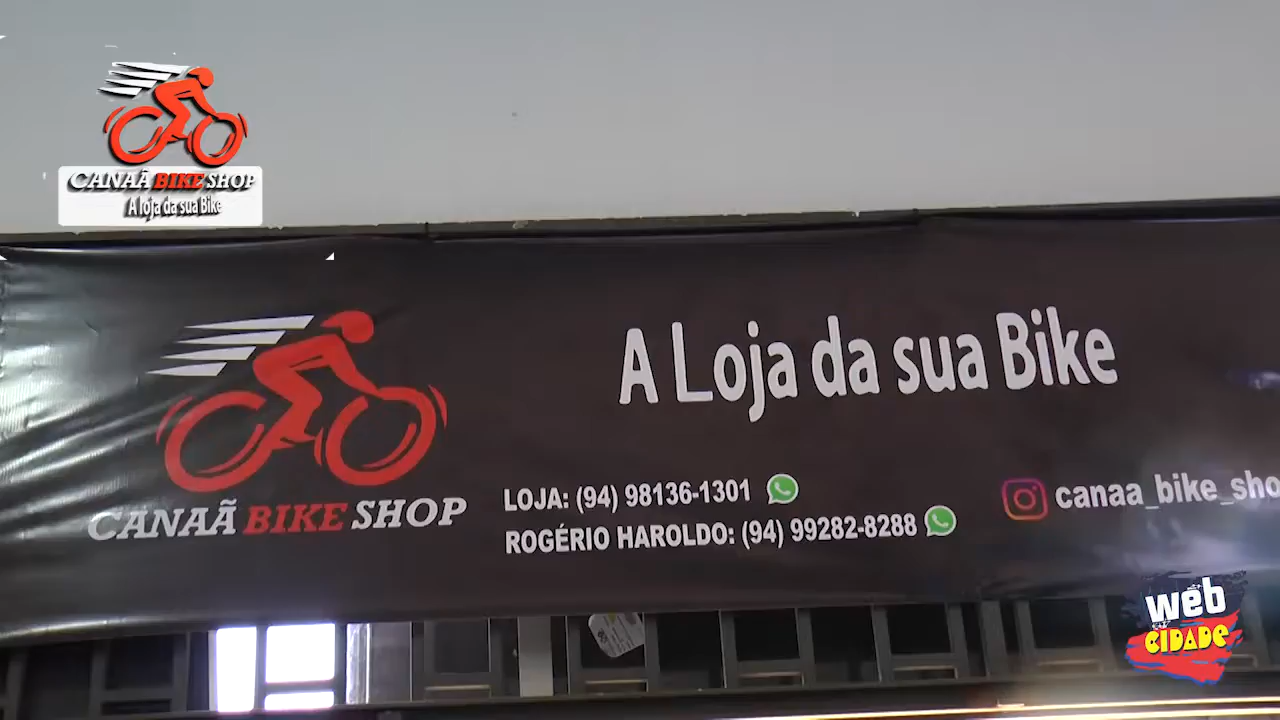 CANAÃ BIKE SHOP
A loja da sua Bike
A Loja da sua Bike
CANAÃ BIKE SHOP
LOJA: (94) 98136-1301
ROGÉRIO HAROLDO: (94) 99282-8288
canaa_bike_sho
web
CIDADE